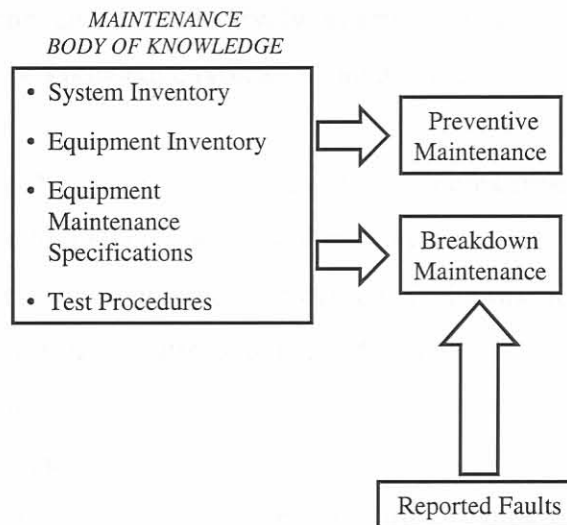 MAINTENANCE
BODY OF KNOWLEDGE
• System Inventory
• Equipment Inventory
• Equipment
Maintenance
Specifications
• Test Procedures
Preventive
Maintenance
Breakdown
Maintenance
Reported Faults